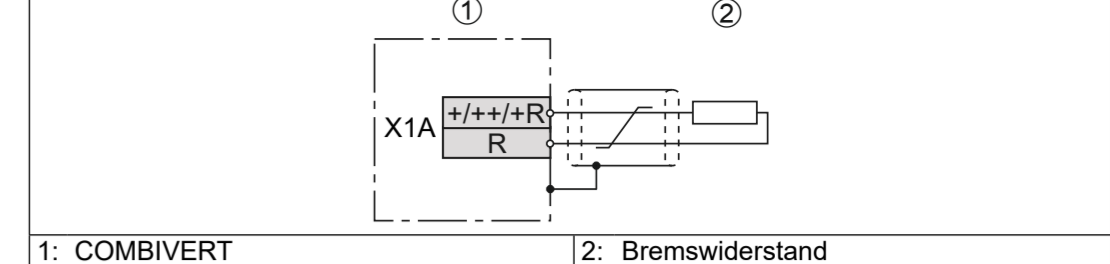 ① ②
X1A +/++/+R
R
1: COMBIVERT 2: Bremswiderstand